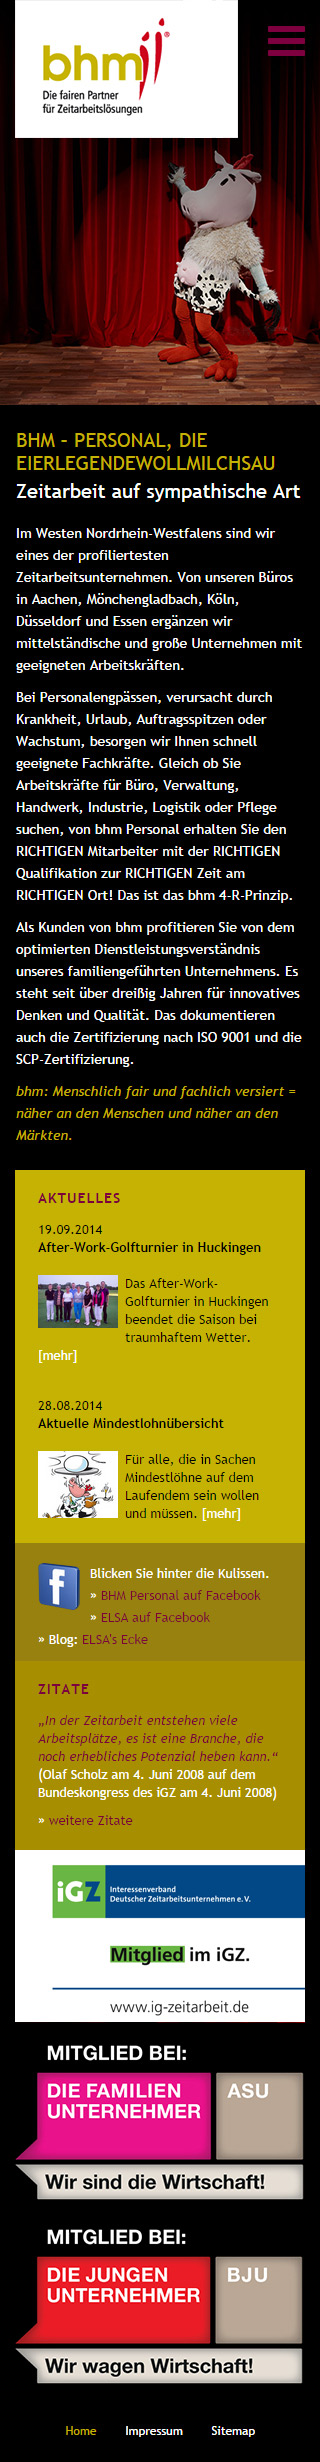 bhm®
Die fairen Partner
für Zeitarbeitslösungen
BHM – PERSONAL, DIE
EIERLEGENDEWOLLMILCHSAU
Zeitarbeit auf sympathische Art
Im Westen Nordrhein-Westfalens sind wir
eines der profiliertesten
Zeitarbeitsunternehmen. Von unseren Büros
in Aachen, Mönchengladbach, Köln,
Düsseldorf und Essen ergänzen wir
mittelständische und große Unternehmen mit
geeigneten Arbeitskräften.
Bei Personalengpässen, verursacht durch
Krankheit, Urlaub, Auftragsspitzen oder
Wachstum, besorgen wir Ihnen schnell
geeignete Fachkräfte. Gleich ob Sie
Arbeitskräfte für Büro, Verwaltung,
Handwerk, Industrie, Logistik oder Pflege
suchen, von bhm Personal erhalten Sie den
RICHTIGEN Mitarbeiter mit der RICHTIGEN
Qualifikation zur RICHTIGEN Zeit am
RICHTIGEN Ort! Das ist das bhm 4-R-Prinzip.
Als Kunden von bhm profitieren Sie von dem
optimierten Dienstleistungsverständnis
unseres familiengeführten Unternehmens. Es
steht seit über dreißig Jahren für innovatives
Denken und Qualität. Das dokumentieren
auch die Zertifizierung nach ISO 9001 und die
SCP-Zertifizierung.
bhm: Menschlich fair und fachlich versiert =
näher an den Menschen und näher an den
Märkten.
AKTUELLES
19.09.2014
After-Work-Golfturnier in Huckingen
Das After-Work-
Golfturnier in Huckingen
beendet die Saison bei
traumhaftem Wetter.
[mehr]
28.08.2014
Aktuelle Mindestlohnübersicht
Für alle, die in Sachen
Mindestlöhne auf dem
Laufendem sein wollen
und müssen. [mehr]
f
Blicken Sie hinter die Kulissen.
» BHM Personal auf Facebook
» ELSA auf Facebook
» Blog: ELSA's Ecke
ZITATE
„In der Zeitarbeit entstehen viele
Arbeitsplätze, es ist eine Branche, die
noch erhebliches Potenzial heben kann.“
(Olaf Scholz am 4. Juni 2008 auf dem
Bundeskongress des iGZ am 4. Juni 2008)
» weitere Zitate
iGZ
Interessenverband
Deutscher Zeitarbeitsunternehmen e. V.
Mitglied im iGZ.
www.ig-zeitarbeit.de
MITGLIED BEI:
DIE FAMILIEN ASU
UNTERNEHMER
Wir sind die Wirtschaft!
MITGLIED BEI:
DIE JUNGEN BJU
UNTERNEHMER
Wir wagen Wirtschaft!
Home Impressum Sitemap